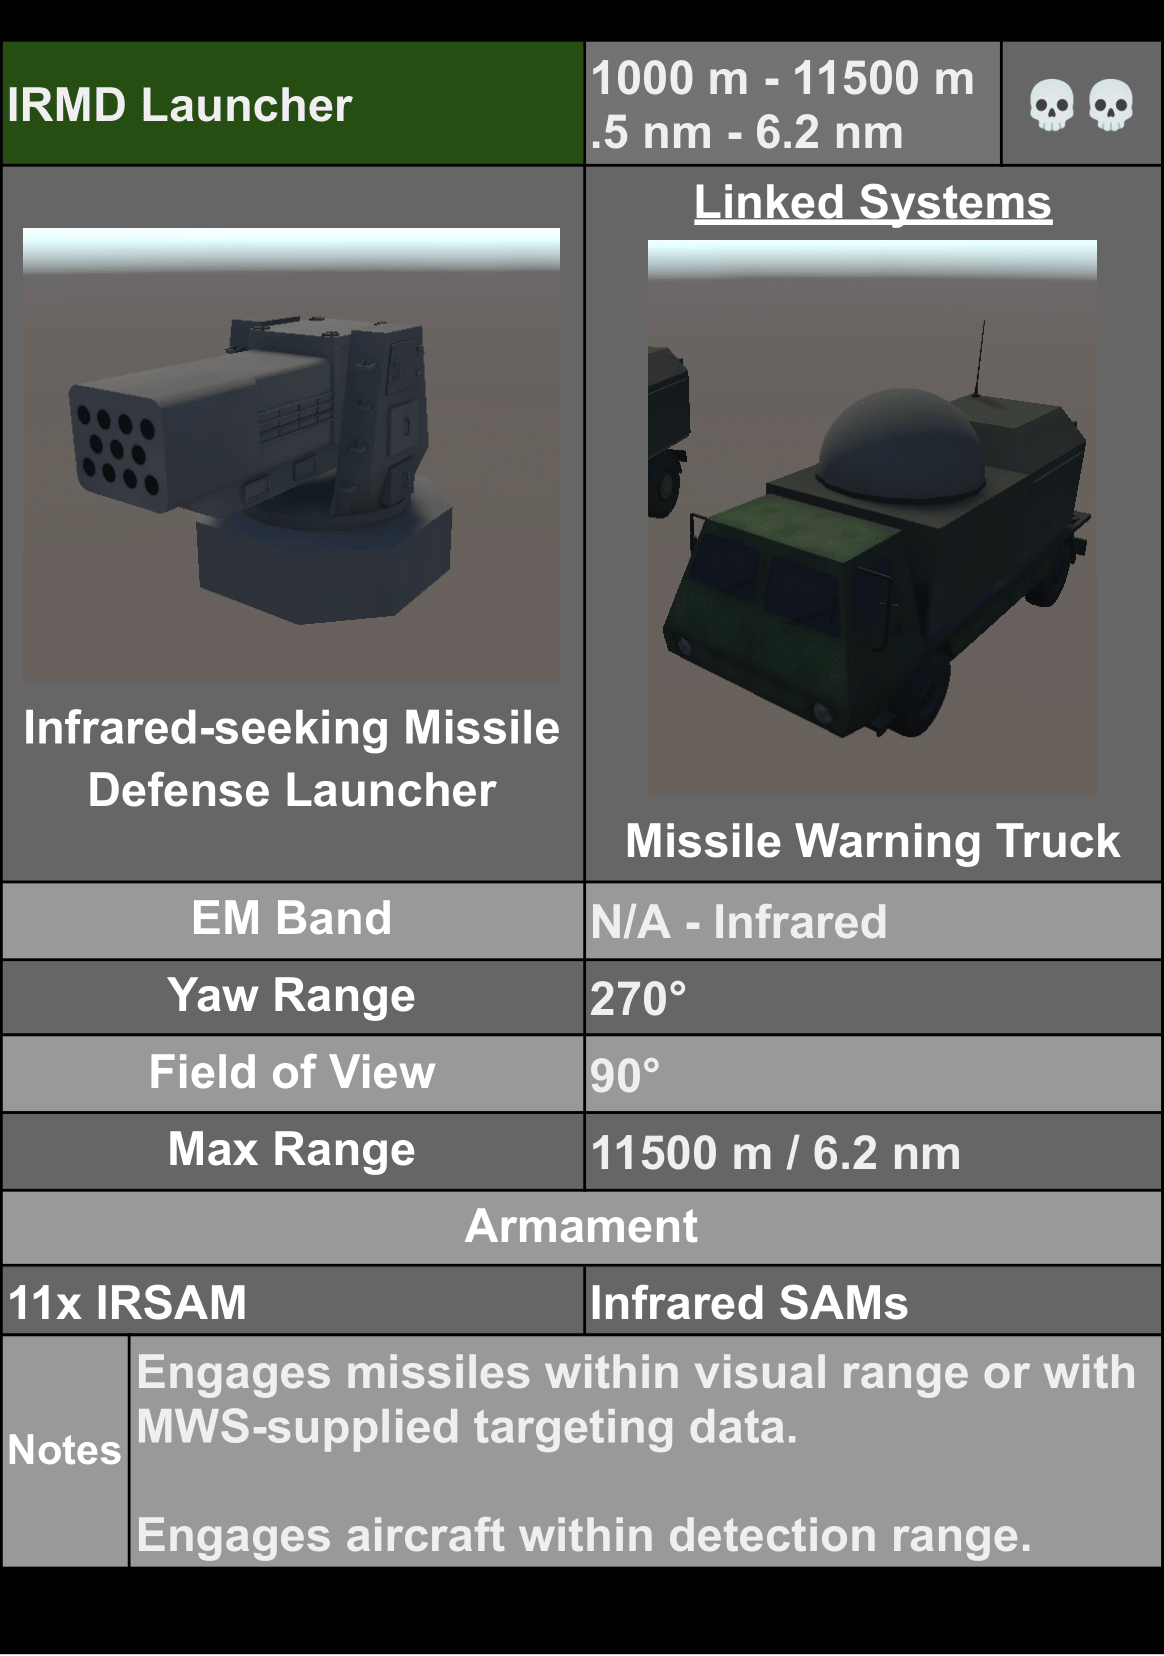 IRMD Launcher
1000 m - 11500 m
.5 nm - 6.2 nm
💀💀
Linked Systems
Infrared-seeking Missile
Defense Launcher
Missile Warning Truck
EM Band
N/A - Infrared
Yaw Range
270°
Field of View
90°
Max Range
11500 m / 6.2 nm
Armament
11x IRSAM
Infrared SAMs
Notes
Engages missiles within visual range or with
MWS-supplied targeting data.
Engages aircraft within detection range.